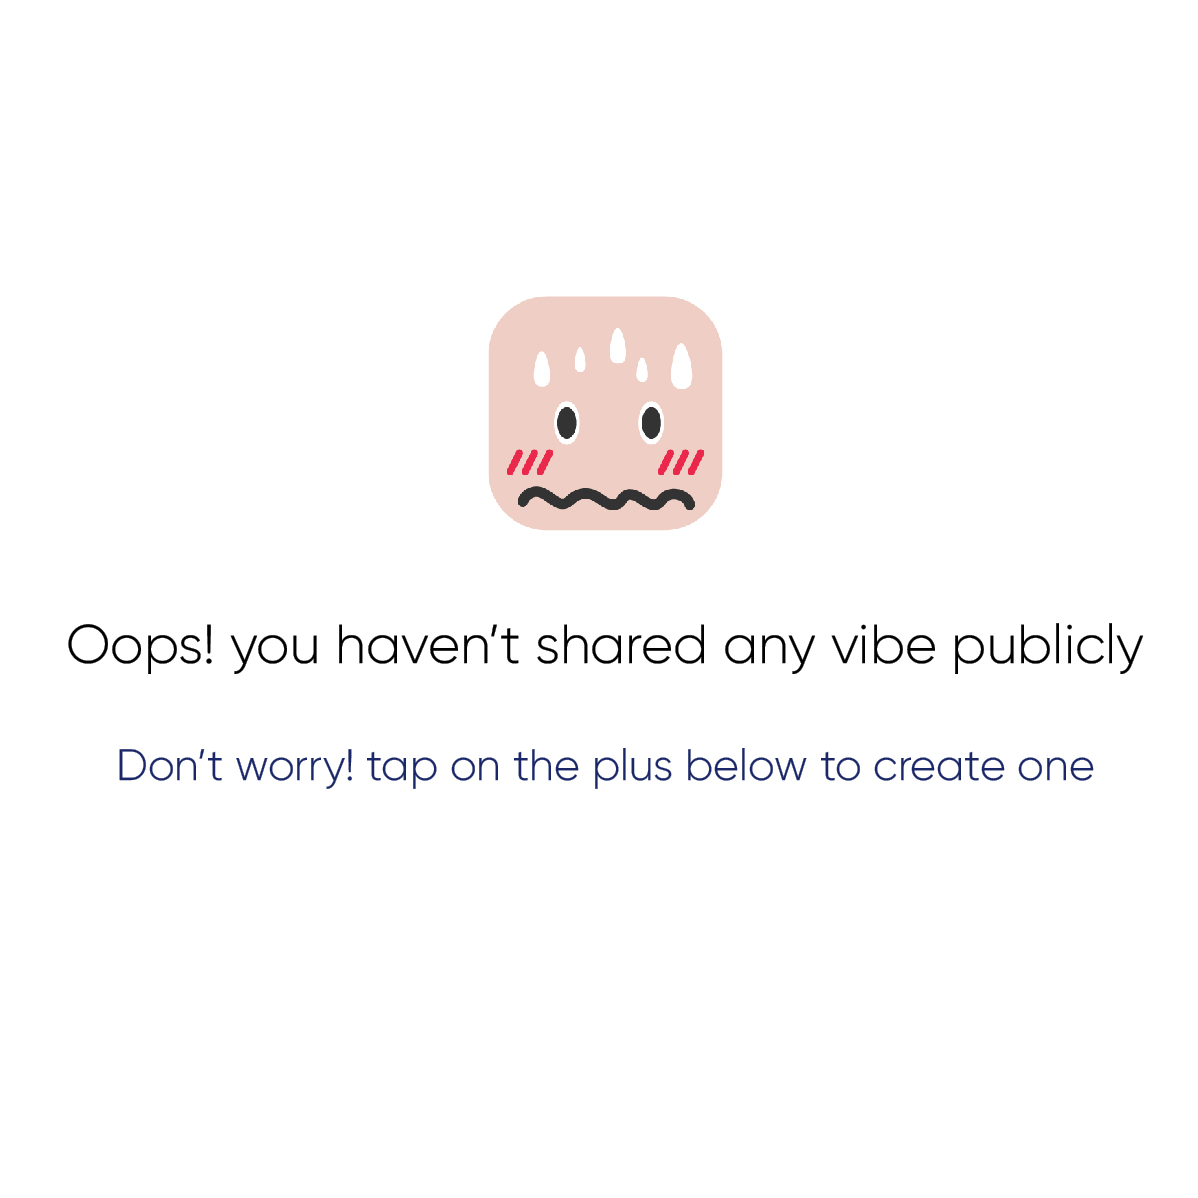 Oops! you haven’t shared any vibe publicly
Don’t worry! tap on the plus below to create one